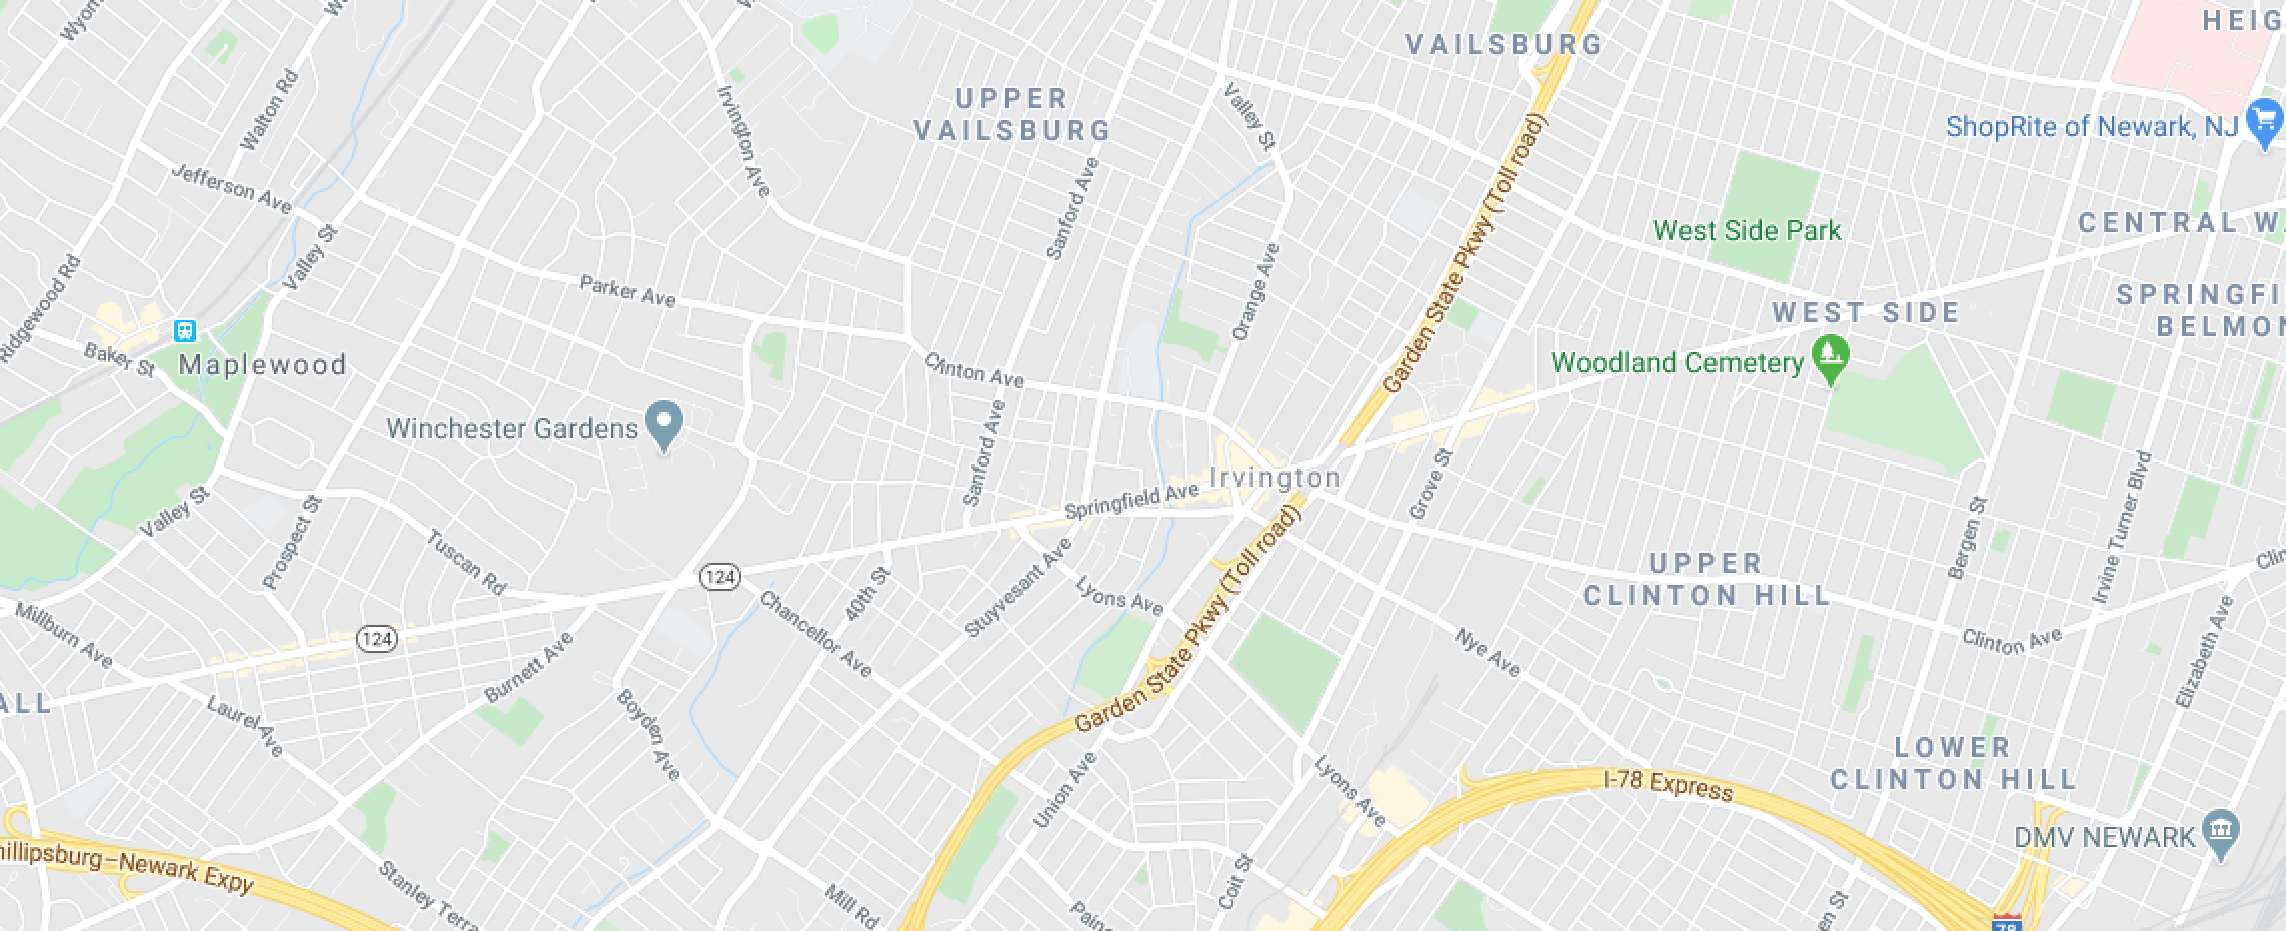 HEIG
VAILSBURG
Walton Rd
UPPER
VAILSBURG
Irvington Ave
Valley St
ShopRite of Newark, NJ
Jefferson Ave
Sanford Ave
Garden State Pkwy (Toll road)
West Side Park
CENTRAL W
Valley St
Ridgewood Rd
Parker Ave
Orange Ave
WEST SIDE
SPRINGFI
BELMON
Baker St
Maplewood
Clinton Ave
Woodland Cemetery
Winchester Gardens
Sanford Ave
Irvington
Springfield Ave
Grove St
Valley St
Prospect St
Tuscan Rd
Bergen St
Irvine Turner Blvd
UPPER
CLINTON HILL
Clin
124
40th St
Stuyvesant Ave
Lyons Ave
Garden State Pkwy (Toll road)
Millburn Ave
124
Chancellor Ave
Burnett Ave
Nye Ave
Clinton Ave
Elizabeth Ave
ALL
Laurel Ave
Boyden Ave
LOWER
CLINTON HILL
Union Ave
Lyons Ave
I-78 Express
DMV NEWARK
hillipsburg–Newark Expy
Stanley Terra
Mill Rd
Coit St
Pain
en St
78